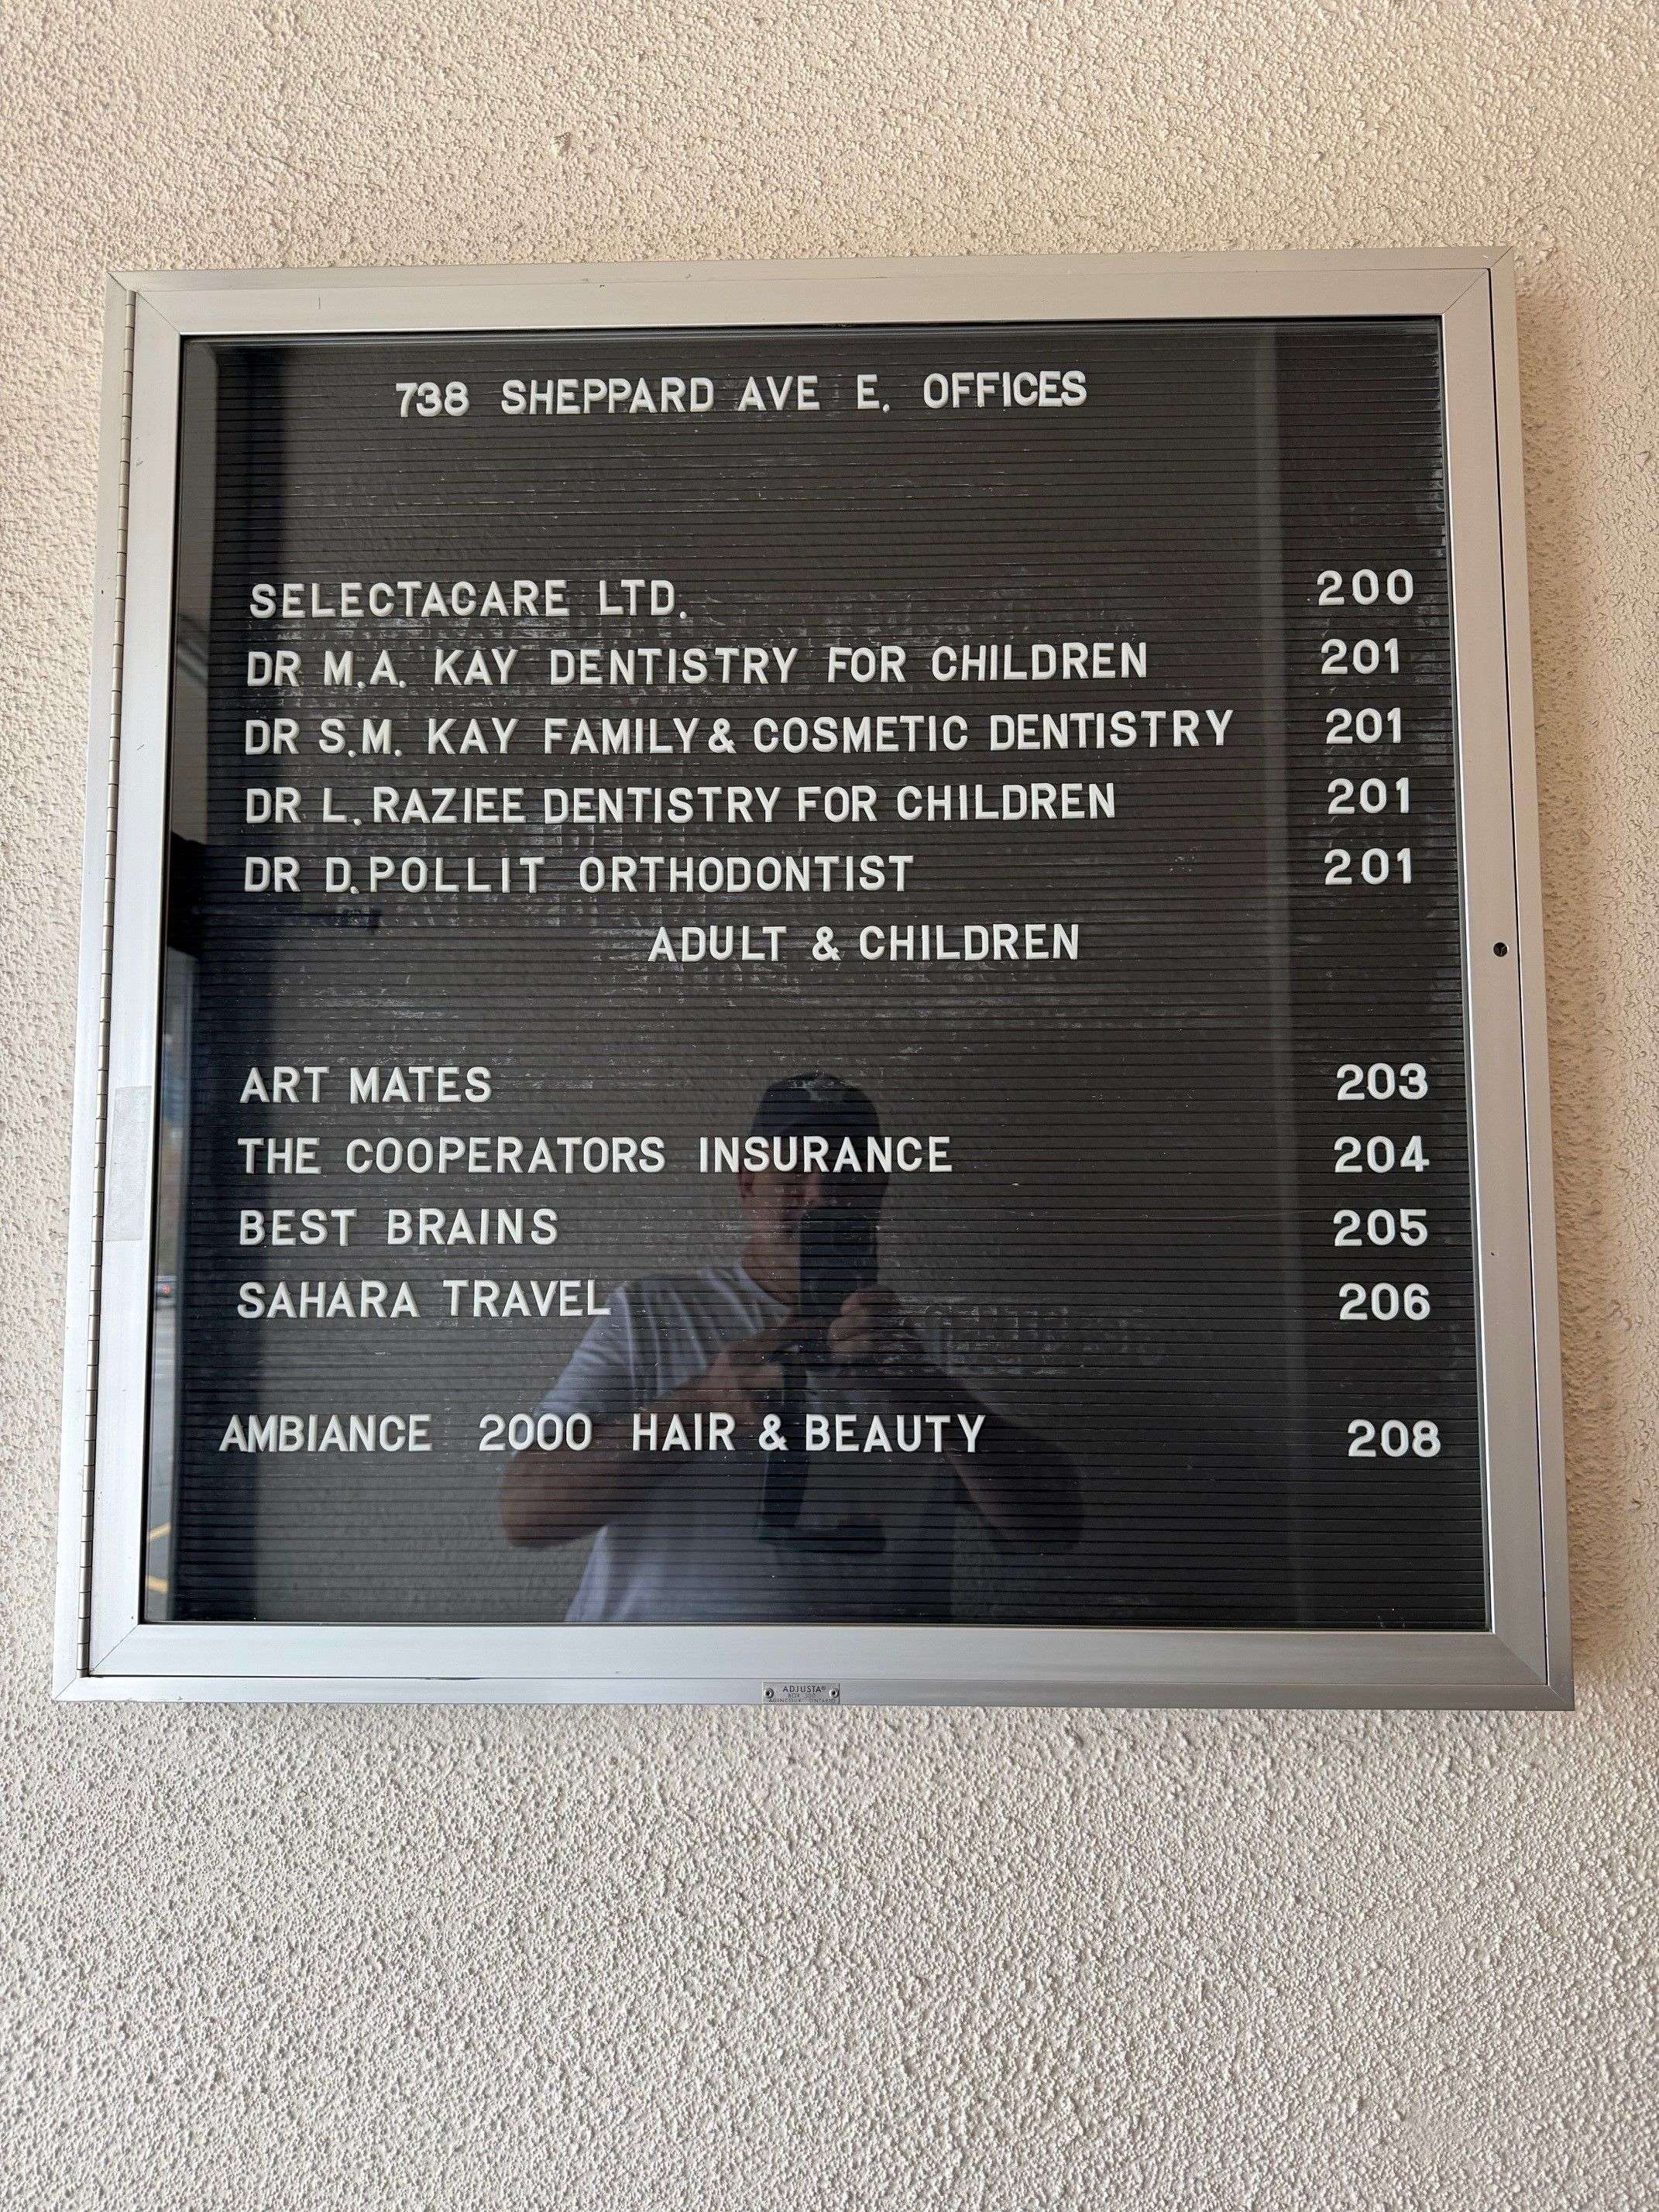 738 SHEPPARD AVE E. OFFICES
SELECTACARE LTD. 200
DR M.A. KAY DENTISTRY FOR CHILDREN 201
DR S.M. KAY FAMILY & COSMETIC DENTISTRY 201
DR L. RAZIEE DENTISTRY FOR CHILDREN 201
DR D. POLLIT ORTHODONTIST 201
ADULT & CHILDREN
ART MATES 203
THE COOPERATORS INSURANCE 204
BEST BRAINS 205
SAHARA TRAVEL 206
AMBIANCE 2000 HAIR & BEAUTY 208
ADJUSTA®